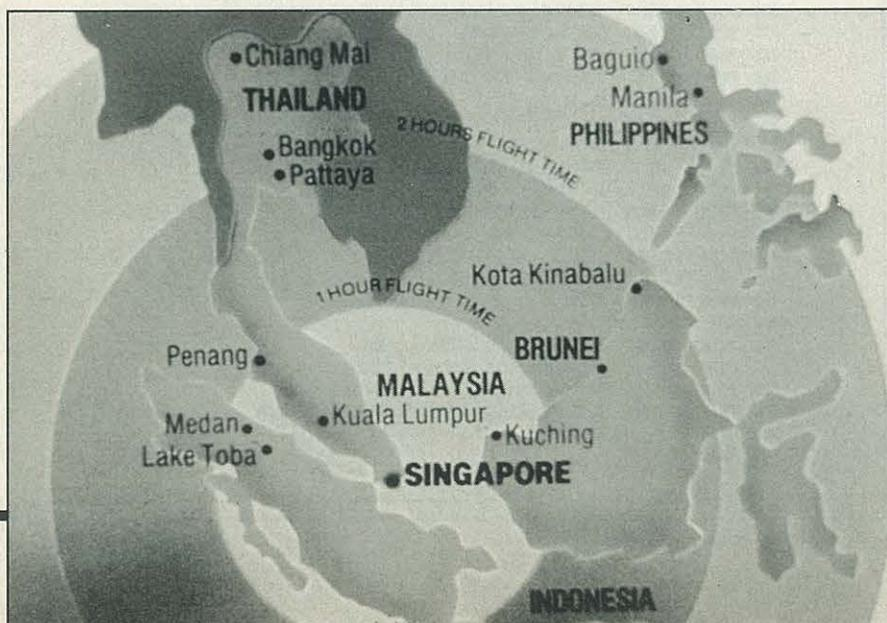 Chiang Mai
THAILAND
Baguio
Manila
PHILIPPINES
Bangkok
Pattaya
2 HOURS FLIGHT TIME
Kota Kinabalu
1 HOUR FLIGHT TIME
Penang
BRUNEI
MALAYSIA
Medan
Kuala Lumpur
Kuching
Lake Toba
SINGAPORE
INDONESIA